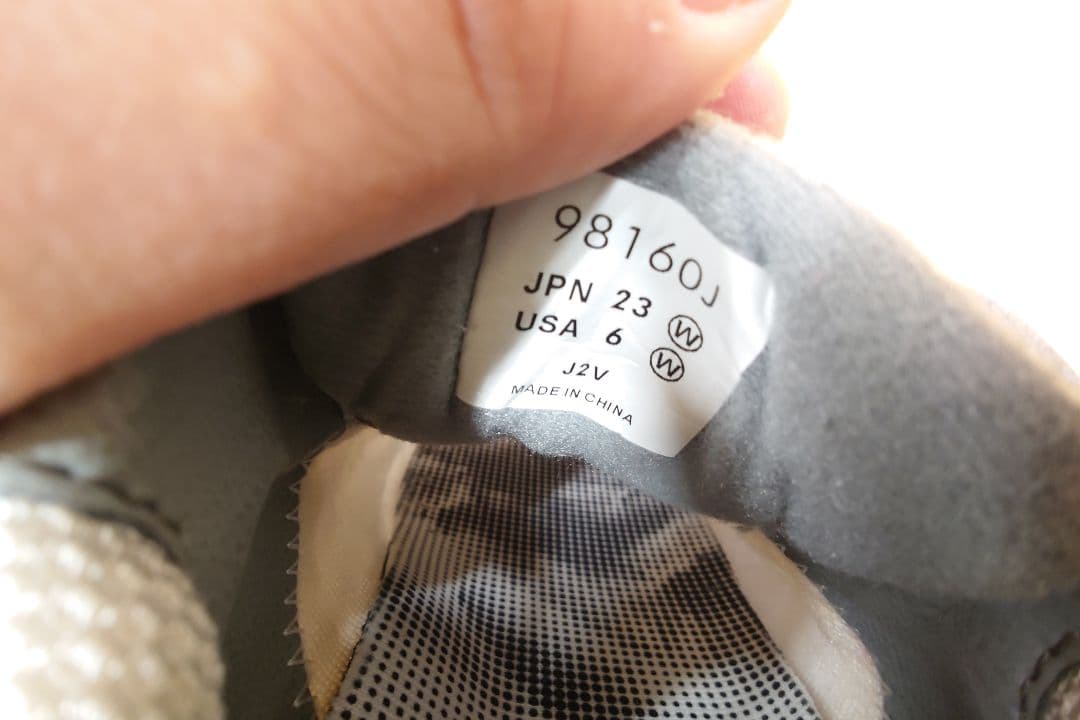 98160J
JPN 23 Ⓦ
USA 6 Ⓦ
J2V
MADE IN CHINA